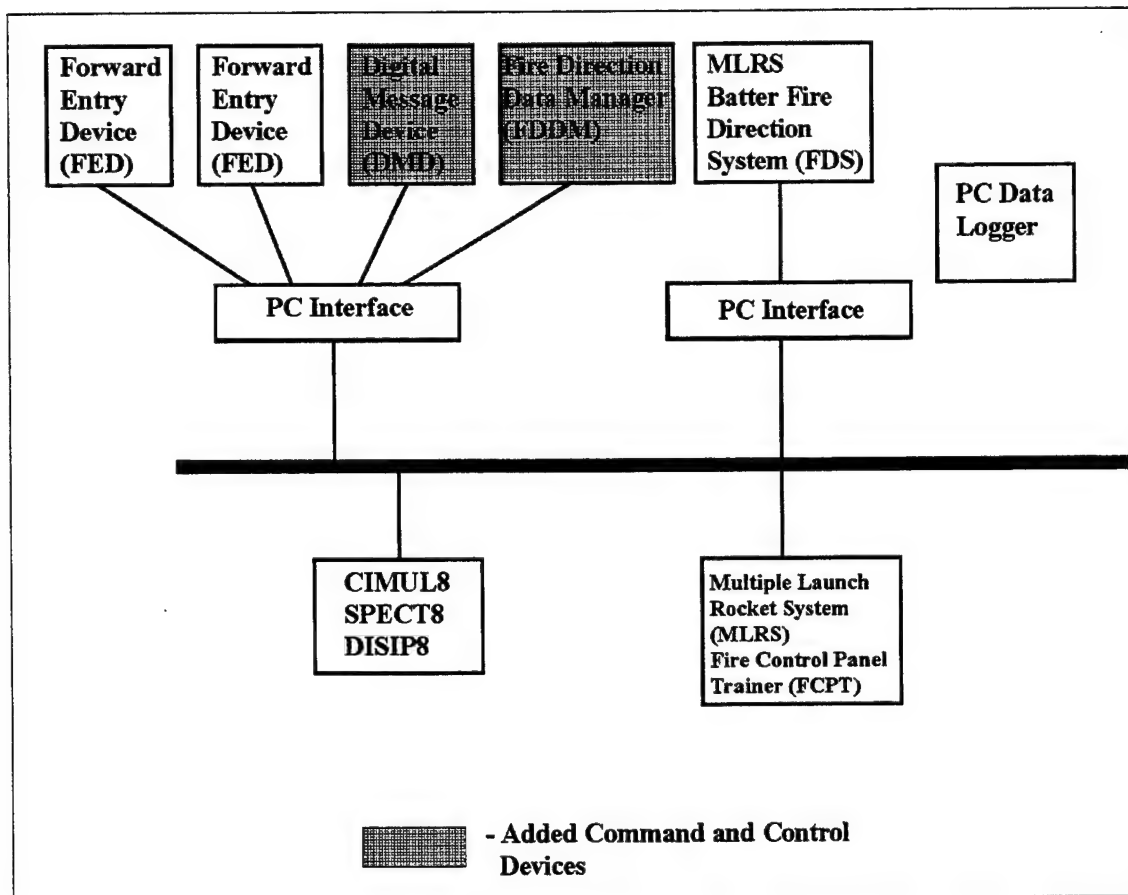 Forward
Entry
Device
(FED)
Forward
Entry
Device
(FED)
Digital
Message
Device
(DMD)
Fire Direction
Data Manager
(FDDM)
MLRS
Batter Fire
Direction
System (FDS)
PC Data
Logger
PC Interface
PC Interface
CIMUL8
SPECT8
DISIP8
Multiple Launch
Rocket System
(MLRS)
Fire Control Panel
Trainer (FCPT)
- Added Command and Control
Devices